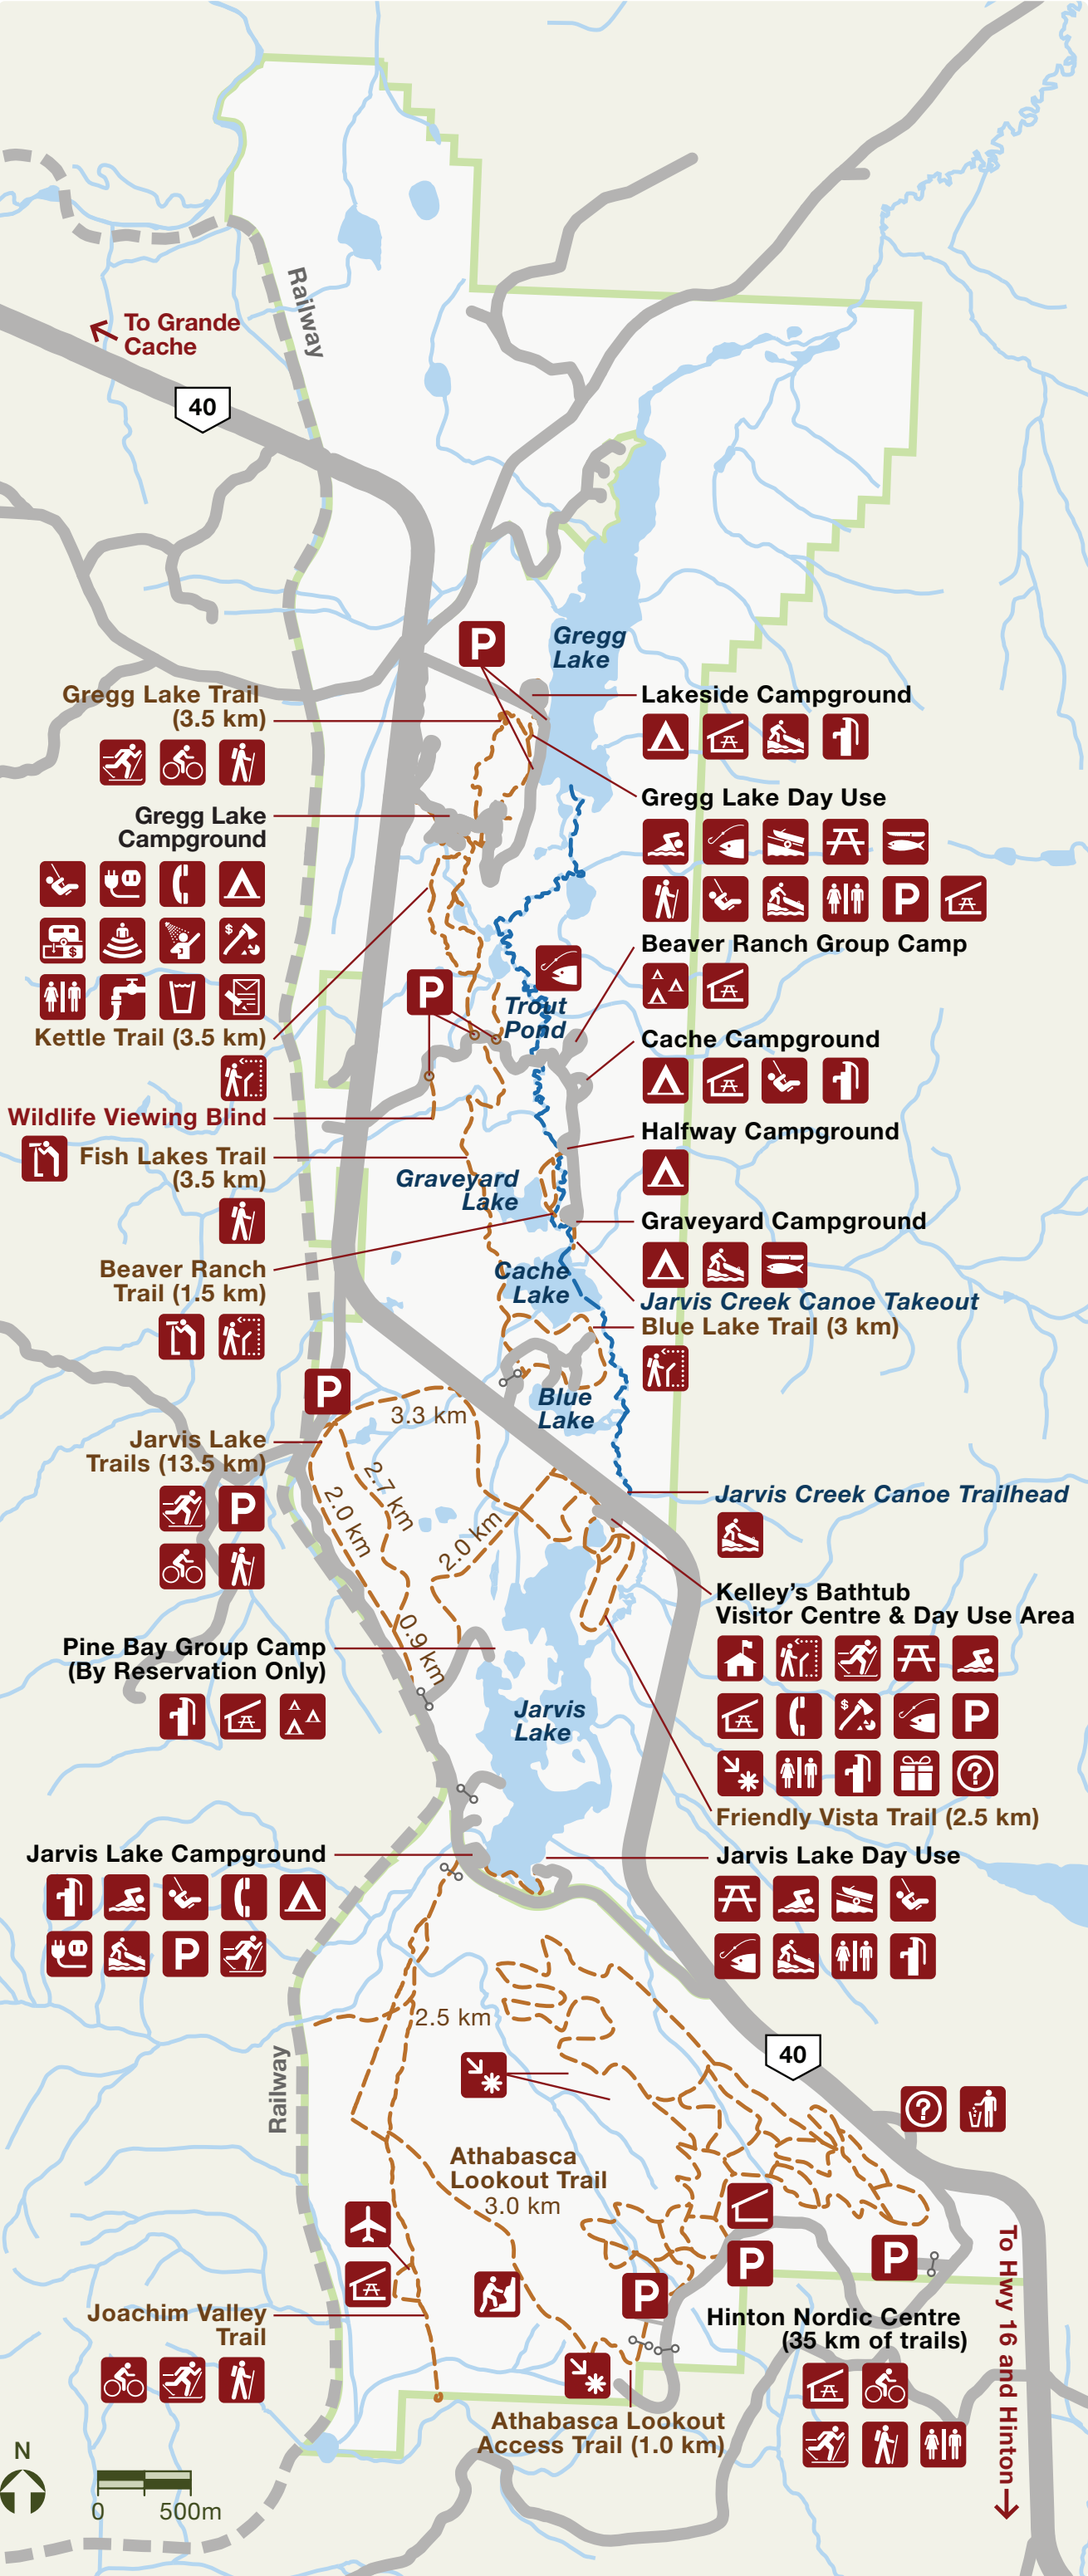 Railway
To Grande
Cache
40
P
Gregg
Lake
Gregg Lake Trail
(3.5 km)
Lakeside Campground
Gregg Lake Day Use
Gregg Lake
Campground
P
Beaver Ranch Group Camp
P
Trout
Pond
Kettle Trail (3.5 km)
Cache Campground
Wildlife Viewing Blind
Halfway Campground
Fish Lakes Trail
(3.5 km)
Graveyard
Lake
Graveyard Campground
Beaver Ranch
Trail (1.5 km)
Cache
Lake
Jarvis Creek Canoe Takeout
Blue Lake Trail (3 km)
P
Blue
Lake
3.3 km
Jarvis Lake
Trails (13.5 km)
P
2.7 km
2.0 km
2.0 km
0.9 km
Jarvis Creek Canoe Trailhead
Kelley's Bathtub
Visitor Centre & Day Use Area
Pine Bay Group Camp
(By Reservation Only)
Jarvis
Lake
$
P
?
Friendly Vista Trail (2.5 km)
Jarvis Lake Campground
P
Jarvis Lake Day Use
2.5 km
40
Railway
?
Athabasca
Lookout Trail
3.0 km
P
P
P
To Hwy 16 and Hinton
Joachim Valley
Trail
Hinton Nordic Centre
(35 km of trails)
Athabasca Lookout
Access Trail (1.0 km)
N
0 500m